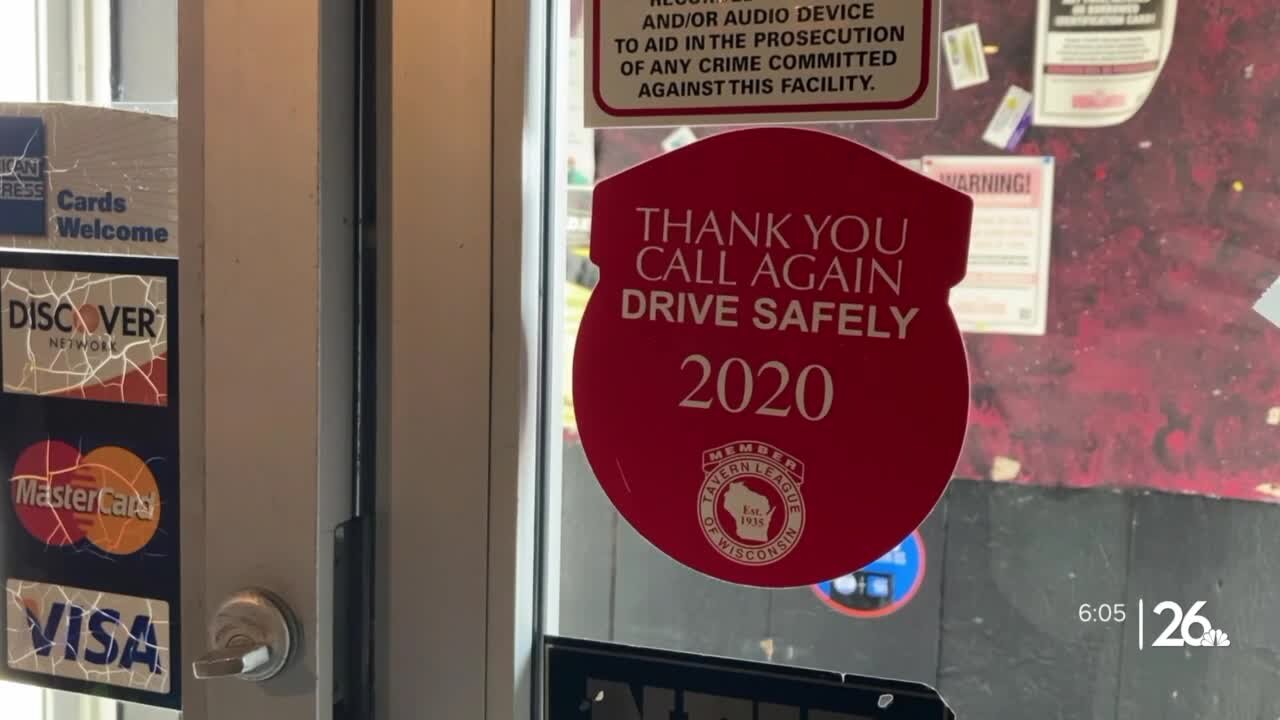 AND/OR AUDIO DEVICE
TO AID IN THE PROSECUTION
OF ANY CRIME COMMITTED
AGAINST THIS FACILITY.
THANK YOU
CALL AGAIN
DRIVE SAFELY
2020
MEMBER
TAVERN LEAGUE
OF WISCONSIN
Est.
1935
WARNING!
ICAN
RESS
Cards
Welcome
DISCOVER
NETWORK
MasterCard
VISA
6:05
26